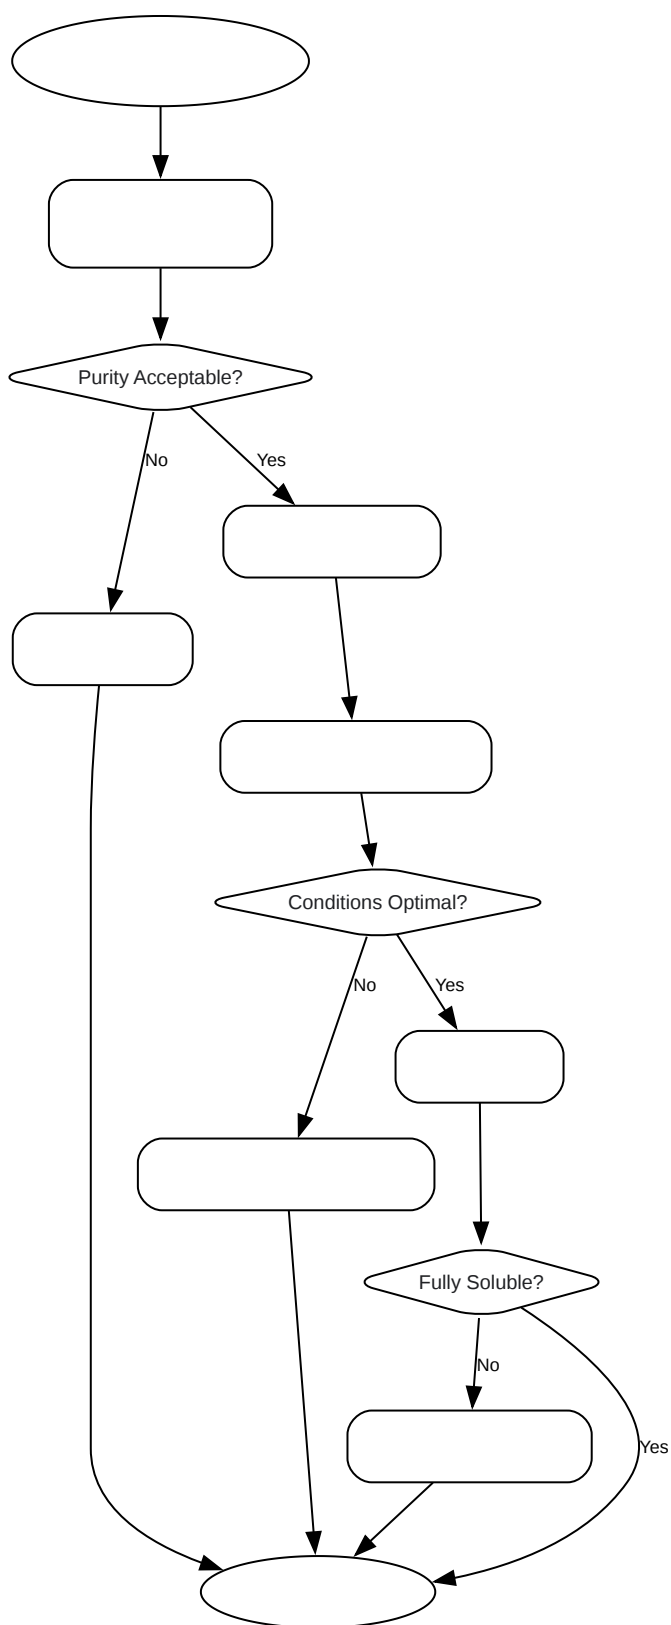 Purity Acceptable?
No
Yes
Conditions Optimal?
No
Yes
Fully Soluble?
No
Yes